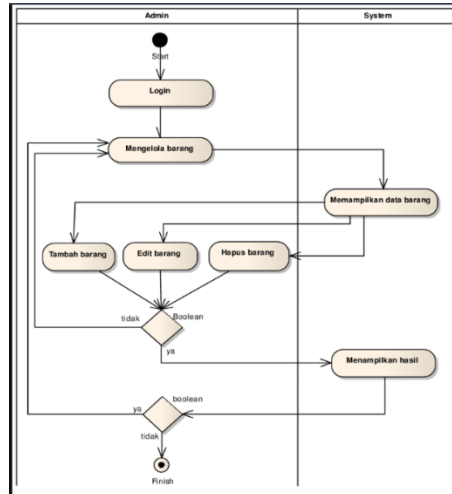 Admin
System
Start
Login
Mengelola barang
Memampilkan data barang
Tambah barang
Edit barang
Hapus barang
tidak
Boolean
ya
Menampilkan hasil
ya
boolean
tidak
Finish